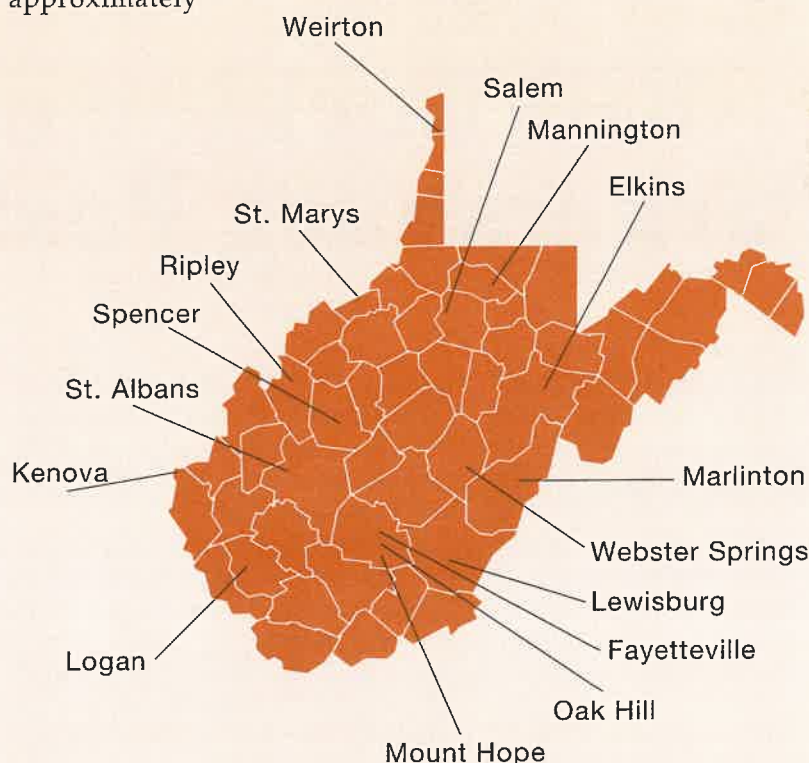 approximately
Weirton
Salem
Mannington
Elkins
St. Marys
Ripley
Spencer
St. Albans
Kenova
Marlinton
Webster Springs
Lewisburg
Fayetteville
Logan
Oak Hill
Mount Hope